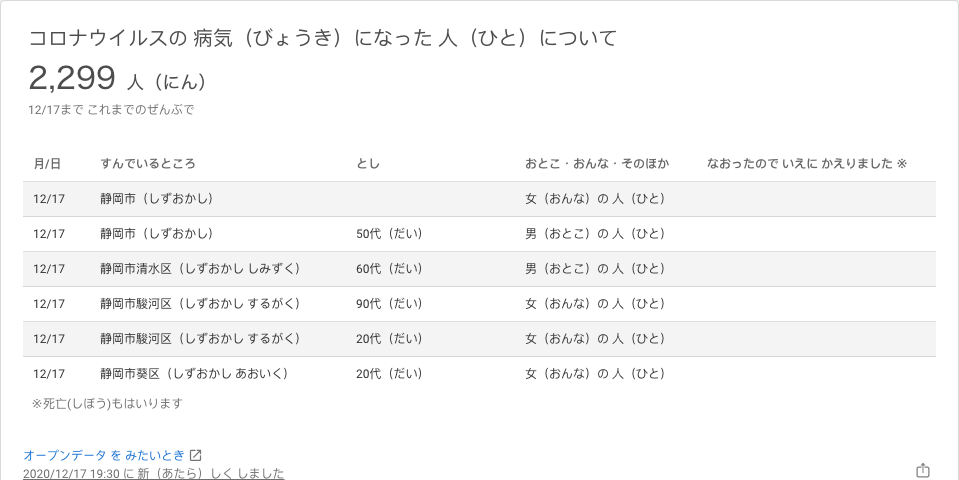 コロナウイルスの 病気（びょうき）になった 人（ひと）について
2,299 人（にん）
12/17まで これまでのぜんぶで
月/日 すんでいるところ とし おとこ・おんな・そのほか なおったので いえに かえりました ※
12/17 静岡市（しずおかし） 女（おんな）の 人（ひと）
12/17 静岡市（しずおかし） 50代（だい） 男（おとこ）の 人（ひと）
12/17 静岡市清水区（しずおかし しみずく） 60代（だい） 男（おとこ）の 人（ひと）
12/17 静岡市駿河区（しずおかし するがく） 90代（だい） 女（おんな）の 人（ひと）
12/17 静岡市駿河区（しずおかし するがく） 20代（だい） 女（おんな）の 人（ひと）
12/17 静岡市葵区（しずおかし あおいく） 20代（だい） 女（おんな）の 人（ひと）
※死亡(しぼう)もはいります
オープンデータ を みたいとき
2020/12/17 19:30 に 新（あたら）しく しました